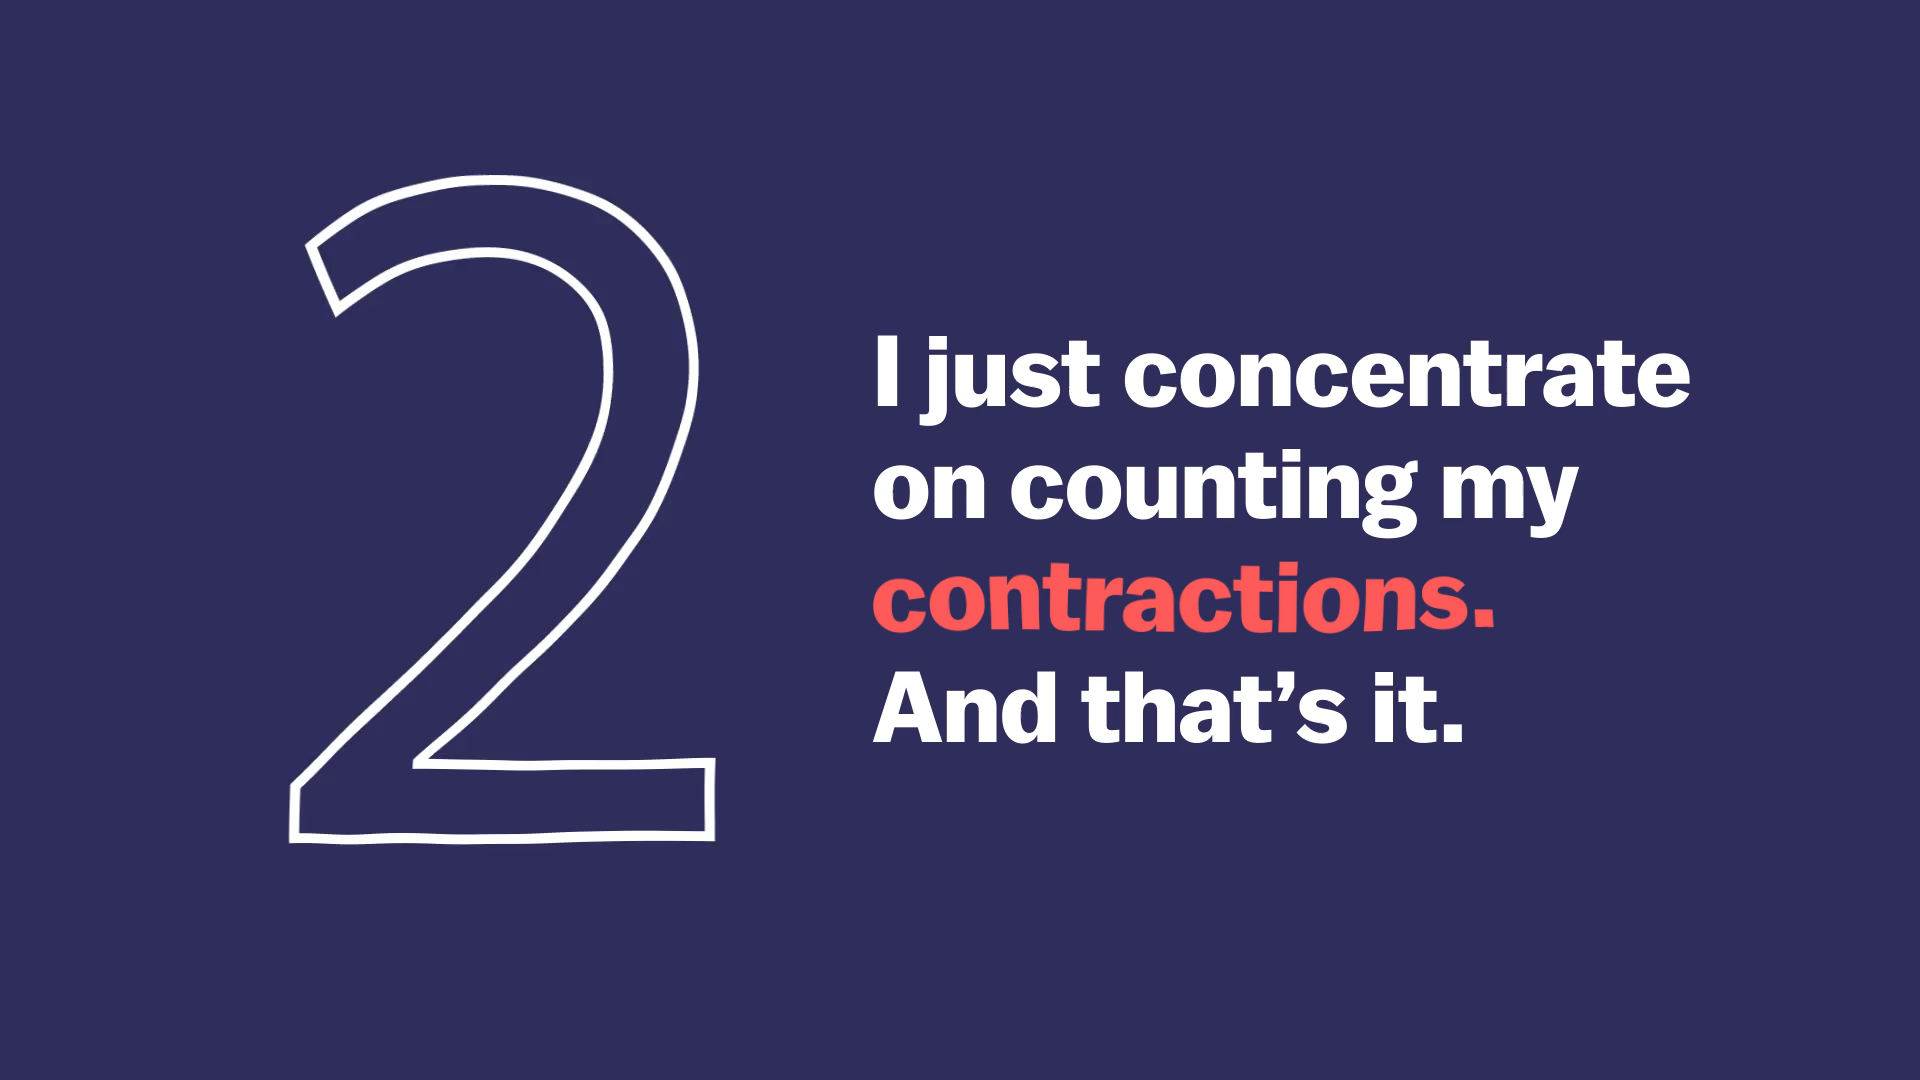 2
I just concentrate
on counting my
contractions.
And that’s it.